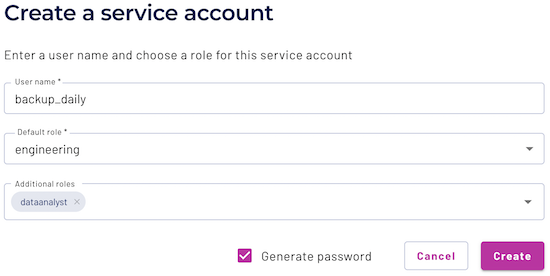 Create a service account
Enter a user name and choose a role for this service account
User name *
backup_daily
Default role *
engineering
Additional roles
dataanalyst
Generate password
Cancel
Create